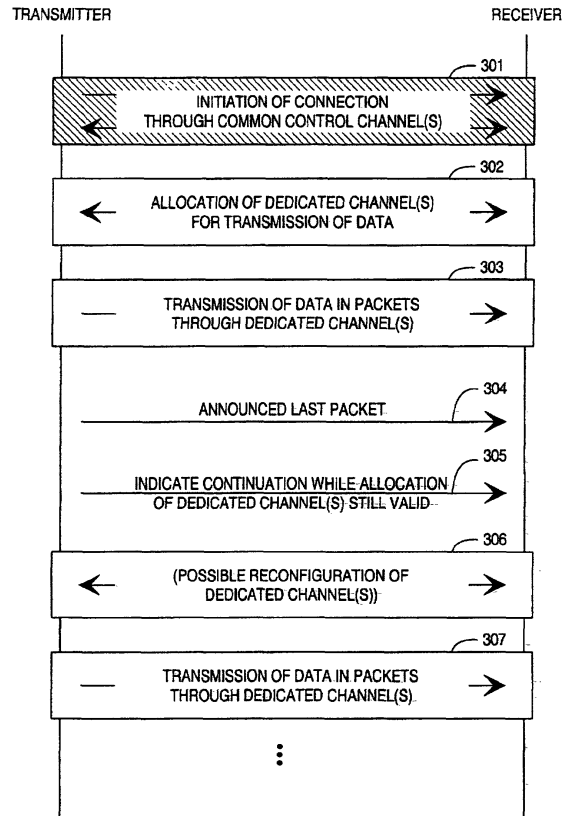 TRANSMITTER
RECEIVER
301
INITIATION OF CONNECTION
THROUGH COMMON CONTROL CHANNEL(S)
302
ALLOCATION OF DEDICATED CHANNEL(S)
FOR TRANSMISSION OF DATA
303
TRANSMISSION OF DATA IN PACKETS
THROUGH DEDICATED CHANNEL(S)
304
ANNOUNCED LAST PACKET
305
INDICATE CONTINUATION WHILE ALLOCATION
OF DEDICATED CHANNEL(S) STILL VALID
306
(POSSIBLE RECONFIGURATION OF
DEDICATED CHANNEL(S))
307
TRANSMISSION OF DATA IN PACKETS
THROUGH DEDICATED CHANNEL(S)